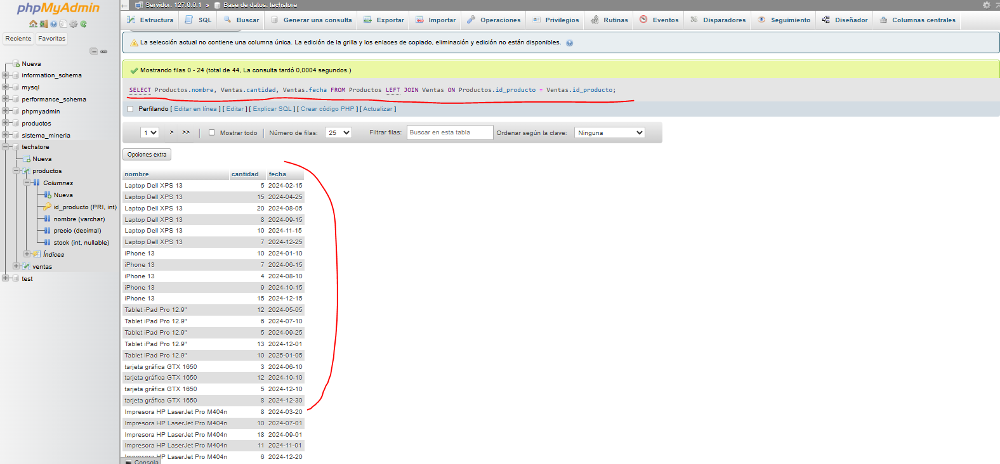 phpMyAdmin
Reciente Favoritas
Nueva
information_schema
mysql
performance_schema
phpmyadmin
productos
sistema_mineria
techstore
Nueva
productos
Columnas
Nueva
id_producto (PRI, int)
nombre (varchar)
precio (decimal)
stock (int, nullable)
Índices
ventas
test
Servidor: 127.0.0.1 » Base de datos: techstore
Estructura SQL Buscar Generar una consulta Exportar Importar Operaciones Privilegios Rutinas Eventos Disparadores Seguimiento Diseñador Columnas centrales
La selección actual no contiene una columna única. La edición de la grilla y los enlaces de copiado, eliminación y edición no están disponibles.
Mostrando filas 0 - 24 (total de 44, La consulta tardó 0,0004 segundos.)
SELECT Productos.nombre, Ventas.cantidad, Ventas.fecha FROM Productos LEFT JOIN Ventas ON Productos.id_producto = Ventas.id_producto;
Perfilando [ Editar en línea ] [ Editar ] [ Explicar SQL ] [ Crear código PHP ] [ Actualizar ]
1 > >> | Mostrar todo | Número de filas: 25 Filtrar filas: Buscar en esta tabla Ordenar según la clave: Ninguna
Opciones extra
nombre cantidad fecha
Laptop Dell XPS 13 5 2024-02-15
Laptop Dell XPS 13 15 2024-04-25
Laptop Dell XPS 13 20 2024-08-05
Laptop Dell XPS 13 8 2024-09-15
Laptop Dell XPS 13 10 2024-11-15
Laptop Dell XPS 13 7 2024-12-25
iPhone 13 10 2024-01-10
iPhone 13 7 2024-06-15
iPhone 13 4 2024-08-10
iPhone 13 9 2024-10-15
iPhone 13 15 2024-12-15
Tablet iPad Pro 12.9" 12 2024-05-05
Tablet iPad Pro 12.9" 6 2024-07-10
Tablet iPad Pro 12.9" 5 2024-09-25
Tablet iPad Pro 12.9" 13 2024-12-01
Tablet iPad Pro 12.9" 10 2025-01-05
tarjeta gráfica GTX 1650 3 2024-06-10
tarjeta gráfica GTX 1650 12 2024-10-10
tarjeta gráfica GTX 1650 5 2024-12-10
tarjeta gráfica GTX 1650 8 2024-12-30
Impresora HP LaserJet Pro M404n 8 2024-03-20
Impresora HP LaserJet Pro M404n 10 2024-07-01
Impresora HP LaserJet Pro M404n 18 2024-09-01
Impresora HP LaserJet Pro M404n 11 2024-11-01
Impresora HP LaserJet Pro M404n 6 2024-12-20
Consola